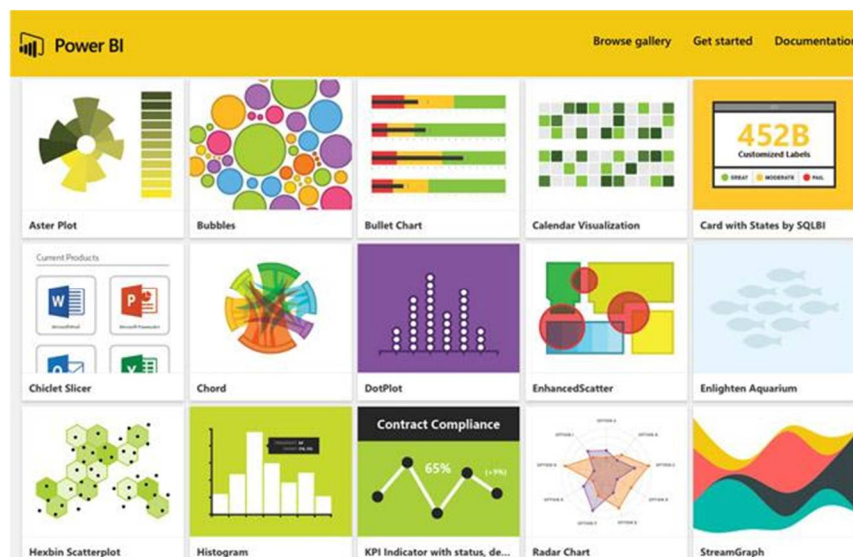 Power BI
Browse gallery Get started Documentation
452B
Customized Labels
GREAT MODERATE FAIL
Aster Plot Bubbles Bullet Chart Calendar Visualization Card with States by SQLBI
Current Products
Chiclet Slicer Chord DotPlot EnhancedScatter Enlighten Aquarium
Contract Compliance
65% (+9%)
Hexbin Scatterplot Histogram KPI Indicator with status, de... Radar Chart StreamGraph